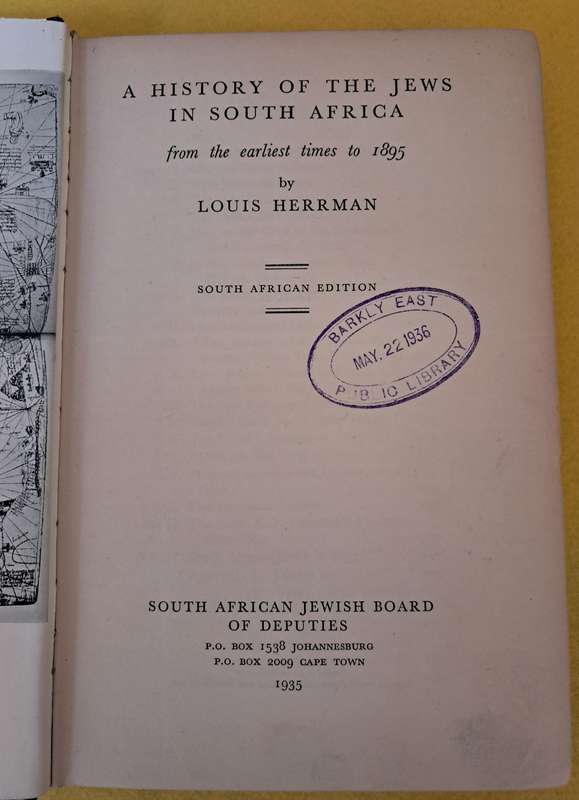 A HISTORY OF THE JEWS
IN SOUTH AFRICA
from the earliest times to 1895
by
LOUIS HERRMAN
SOUTH AFRICAN EDITION
BARKLY EAST
MAY. 22 1936
PUBLIC LIBRARY
SOUTH AFRICAN JEWISH BOARD
OF DEPUTIES
P.O. BOX 1538 JOHANNESBURG
P.O. BOX 2009 CAPE TOWN
1935